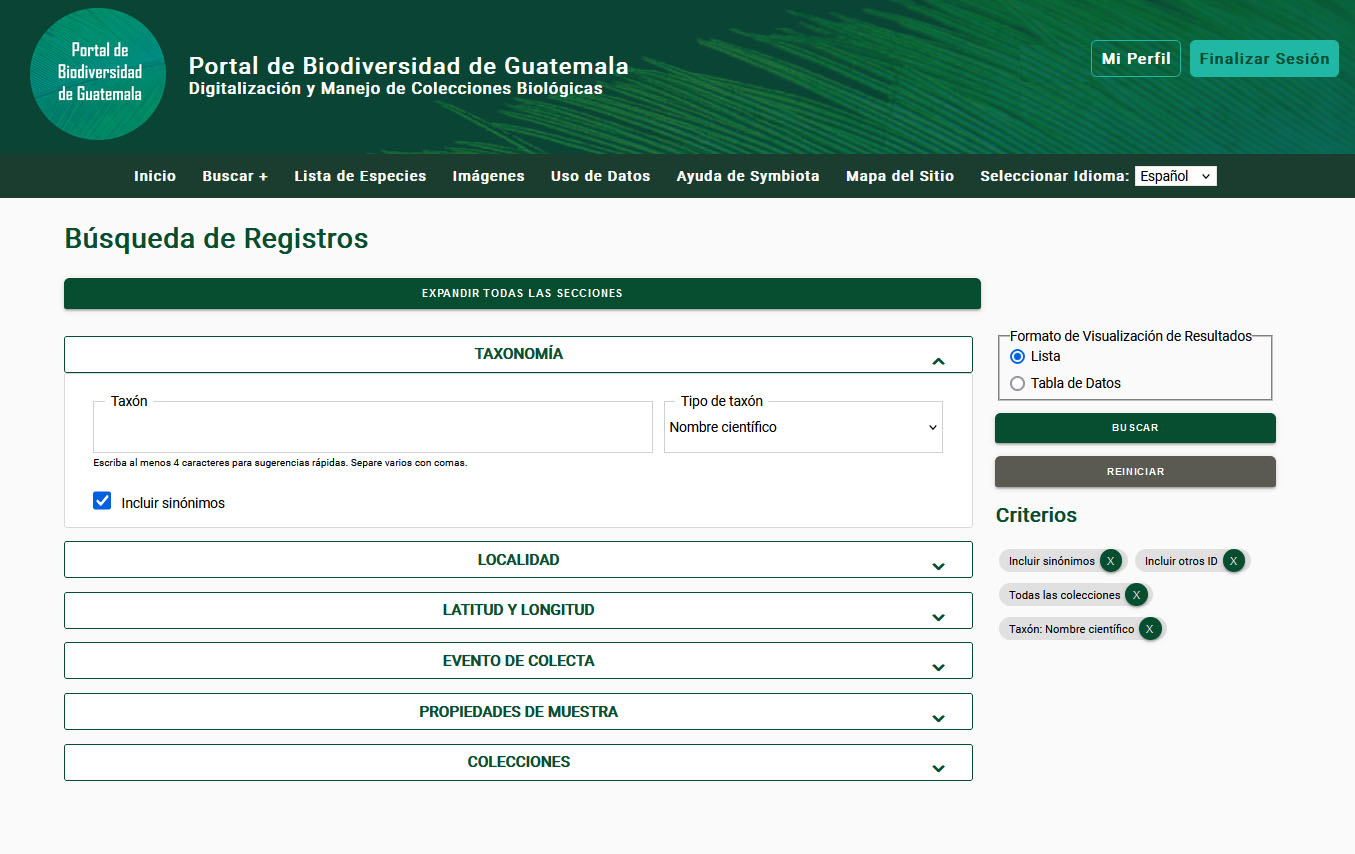 Portal de
Biodiversidad
de Guatemala
Portal de Biodiversidad de Guatemala
Digitalización y Manejo de Colecciones Biológicas
Mi Perfil
Finalizar Sesión
Inicio Buscar + Lista de Especies Imágenes Uso de Datos Ayuda de Symbiota Mapa del Sitio Seleccionar Idioma: Español
Búsqueda de Registros
EXPANDIR TODAS LAS SECCIONES
TAXONOMÍA
Taxón
Tipo de taxón
Nombre científico
Escriba al menos 4 caracteres para sugerencias rápidas. Separe varios con comas.
Incluir sinónimos
LOCALIDAD
LATITUD Y LONGITUD
EVENTO DE COLECTA
PROPIEDADES DE MUESTRA
COLECCIONES
Formato de Visualización de Resultados
Lista
Tabla de Datos
BUSCAR
REINICIAR
Criterios
Incluir sinónimos X Incluir otros ID X
Todas las colecciones X
Taxón: Nombre científico X